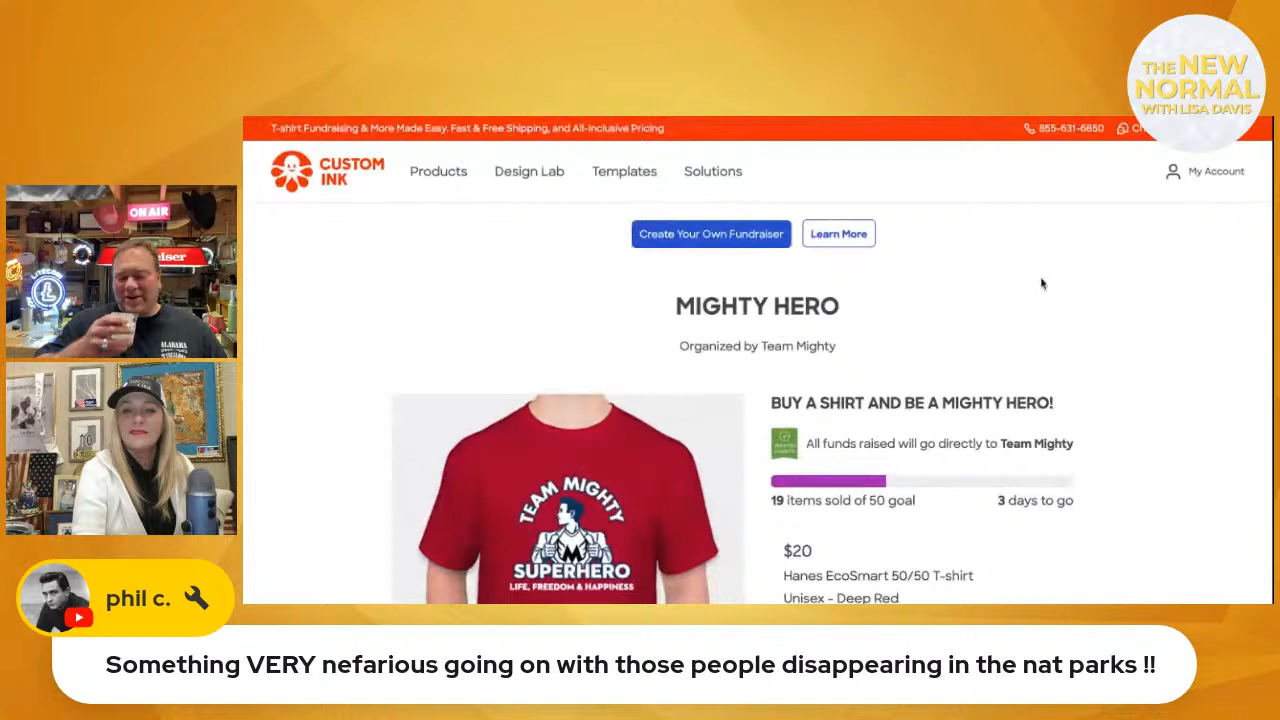 THE NEW
NORMAL
WITH LISA DAVIS
T-shirt Fundraising & More Made Easy, Fast & Free Shipping, and All-Inclusive Pricing
855-631-6850
CUSTOM
INK
Products
Design Lab
Templates
Solutions
My Account
Create Your Own Fundraiser
Learn More
MIGHTY HERO
Organized by Team Mighty
BUY A SHIRT AND BE A MIGHTY HERO!
All funds raised will go directly to Team Mighty
19 items sold of 50 goal
3 days to go
$20
Hanes EcoSmart 50/50 T-shirt
Unisex - Deep Red
TEAM MIGHTY
SUPERHERO
LIFE, FREEDOM & HAPPINESS
ON AIR
LITECOIN
ALABAMA
10
phil c.
Something VERY nefarious going on with those people disappearing in the nat parks !!